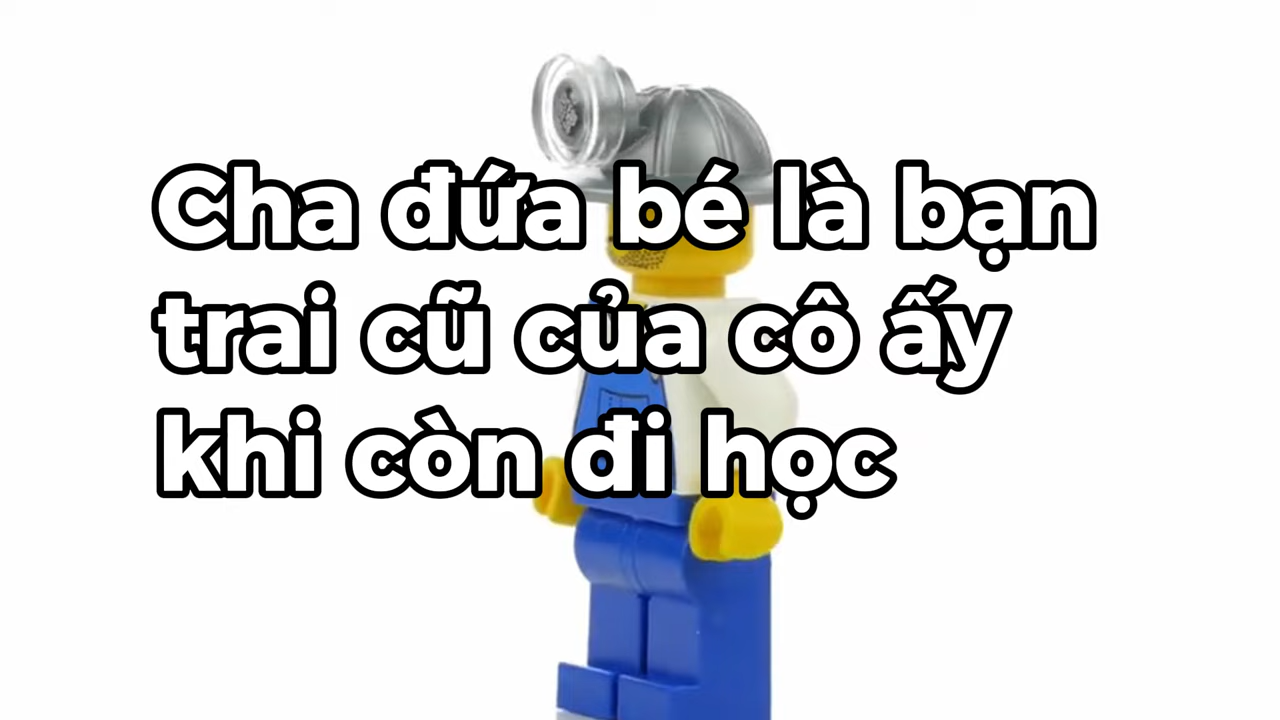 Cha đứa bé là bạn
trai cũ của cô ấy
khi còn đi học